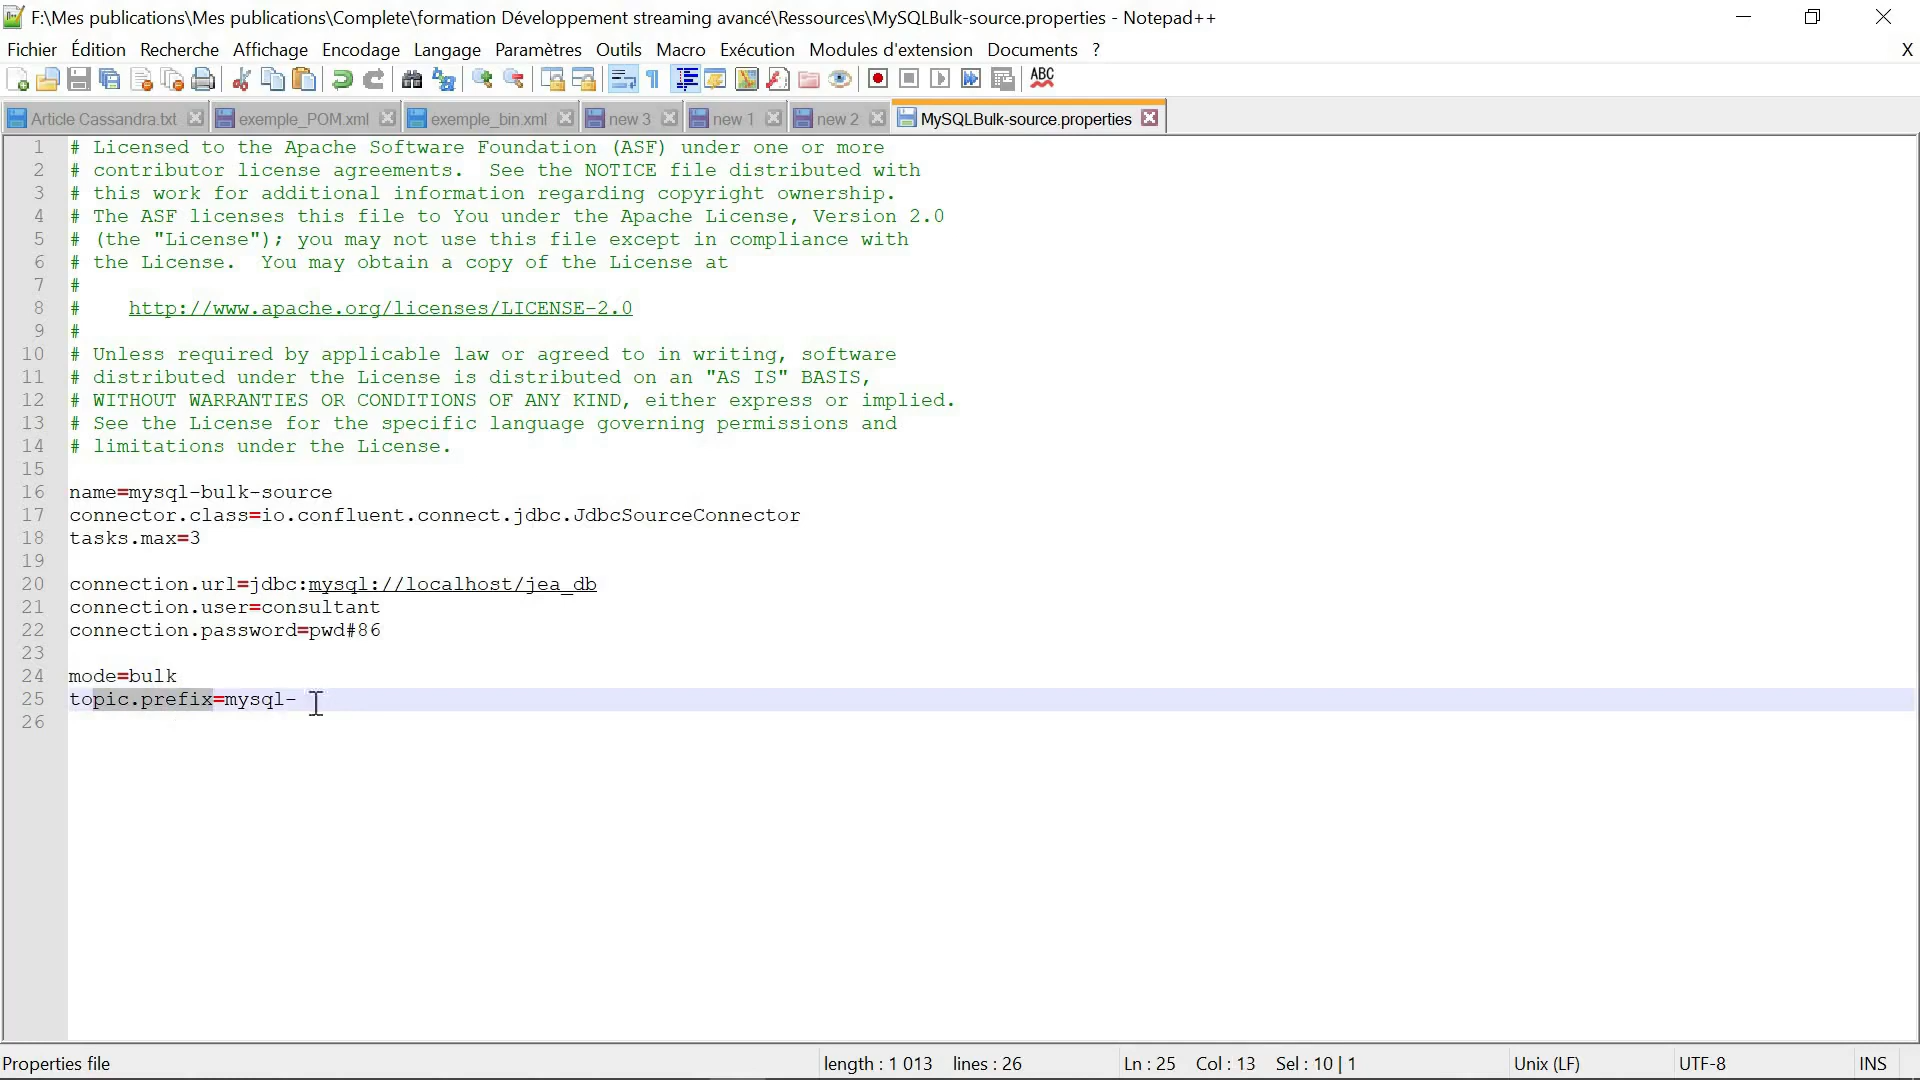 F:\Mes publications\Mes publications\Complete\formation Développement streaming avancé\Ressources\MySQLBulk-source.properties - Notepad++
Fichier Édition Recherche Affichage Encodage Langage Paramètres Outils Macro Exécution Modules d'extension Documents ? X
ABC
Article Cassandra.txt exemple_POM.xml exemple_bin.xml new 3 new 1 new 2 MySQLBulk-source.properties
1 # Licensed to the Apache Software Foundation (ASF) under one or more
2 # contributor license agreements.  See the NOTICE file distributed with
3 # this work for additional information regarding copyright ownership.
4 # The ASF licenses this file to You under the Apache License, Version 2.0
5 # (the "License"); you may not use this file except in compliance with
6 # the License.  You may obtain a copy of the License at
7 #
8 #    http://www.apache.org/licenses/LICENSE-2.0
9 #
10 # Unless required by applicable law or agreed to in writing, software
11 # distributed under the License is distributed on an "AS IS" BASIS,
12 # WITHOUT WARRANTIES OR CONDITIONS OF ANY KIND, either express or implied.
13 # See the License for the specific language governing permissions and
14 # limitations under the License.
15
16 name=mysql-bulk-source
17 connector.class=io.confluent.connect.jdbc.JdbcSourceConnector
18 tasks.max=3
19
20 connection.url=jdbc:mysql://localhost/jea_db
21 connection.user=consultant
22 connection.password=pwd#86
23
24 mode=bulk
25 topic.prefix=mysql-
26
Properties file length : 1 013 lines : 26 Ln : 25 Col : 13 Sel : 10 | 1 Unix (LF) UTF-8 INS